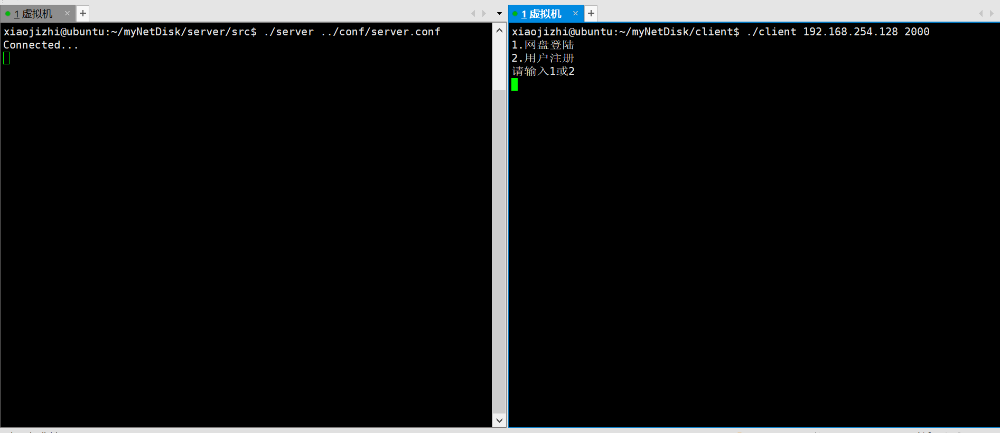 1 虚拟机 × +
xiaojizhi@ubuntu:~/myNetDisk/server/src$ ./server ../conf/server.conf
Connected...
1 虚拟机 × +
xiaojizhi@ubuntu:~/myNetDisk/client$ ./client 192.168.254.128 2000
1.网盘登陆
2.用户注册
请输入1或2